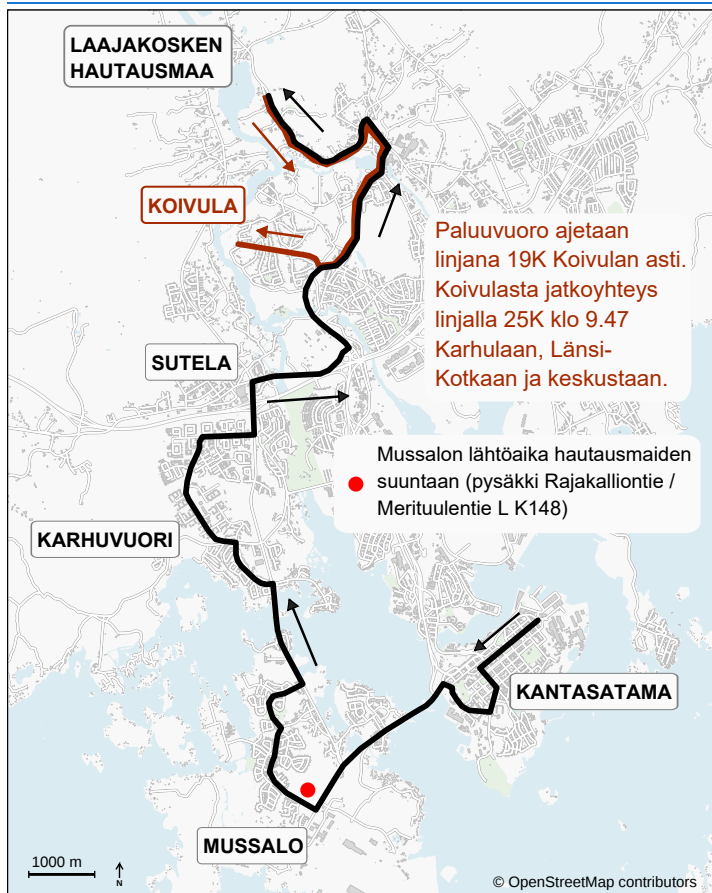 LAAJAKOSKEN
HAUTAUSMAA
KOIVULA
Paluuvuoro ajetaan
linjana 19K Koivulan asti.
Koivulasta jatkoyhteys
linjalla 25K klo 9.47
Karhulaan, Länsi-
Kotkaan ja keskustaan.
SUTELA
Mussalon lähtöaika hautausmaiden
suuntaan (pysäkki Rajakalliontie /
Merituulentie L K148)
KARHUVUORI
KANTASATAMA
MUSSALO
1000 m
N
© OpenStreetMap contributors